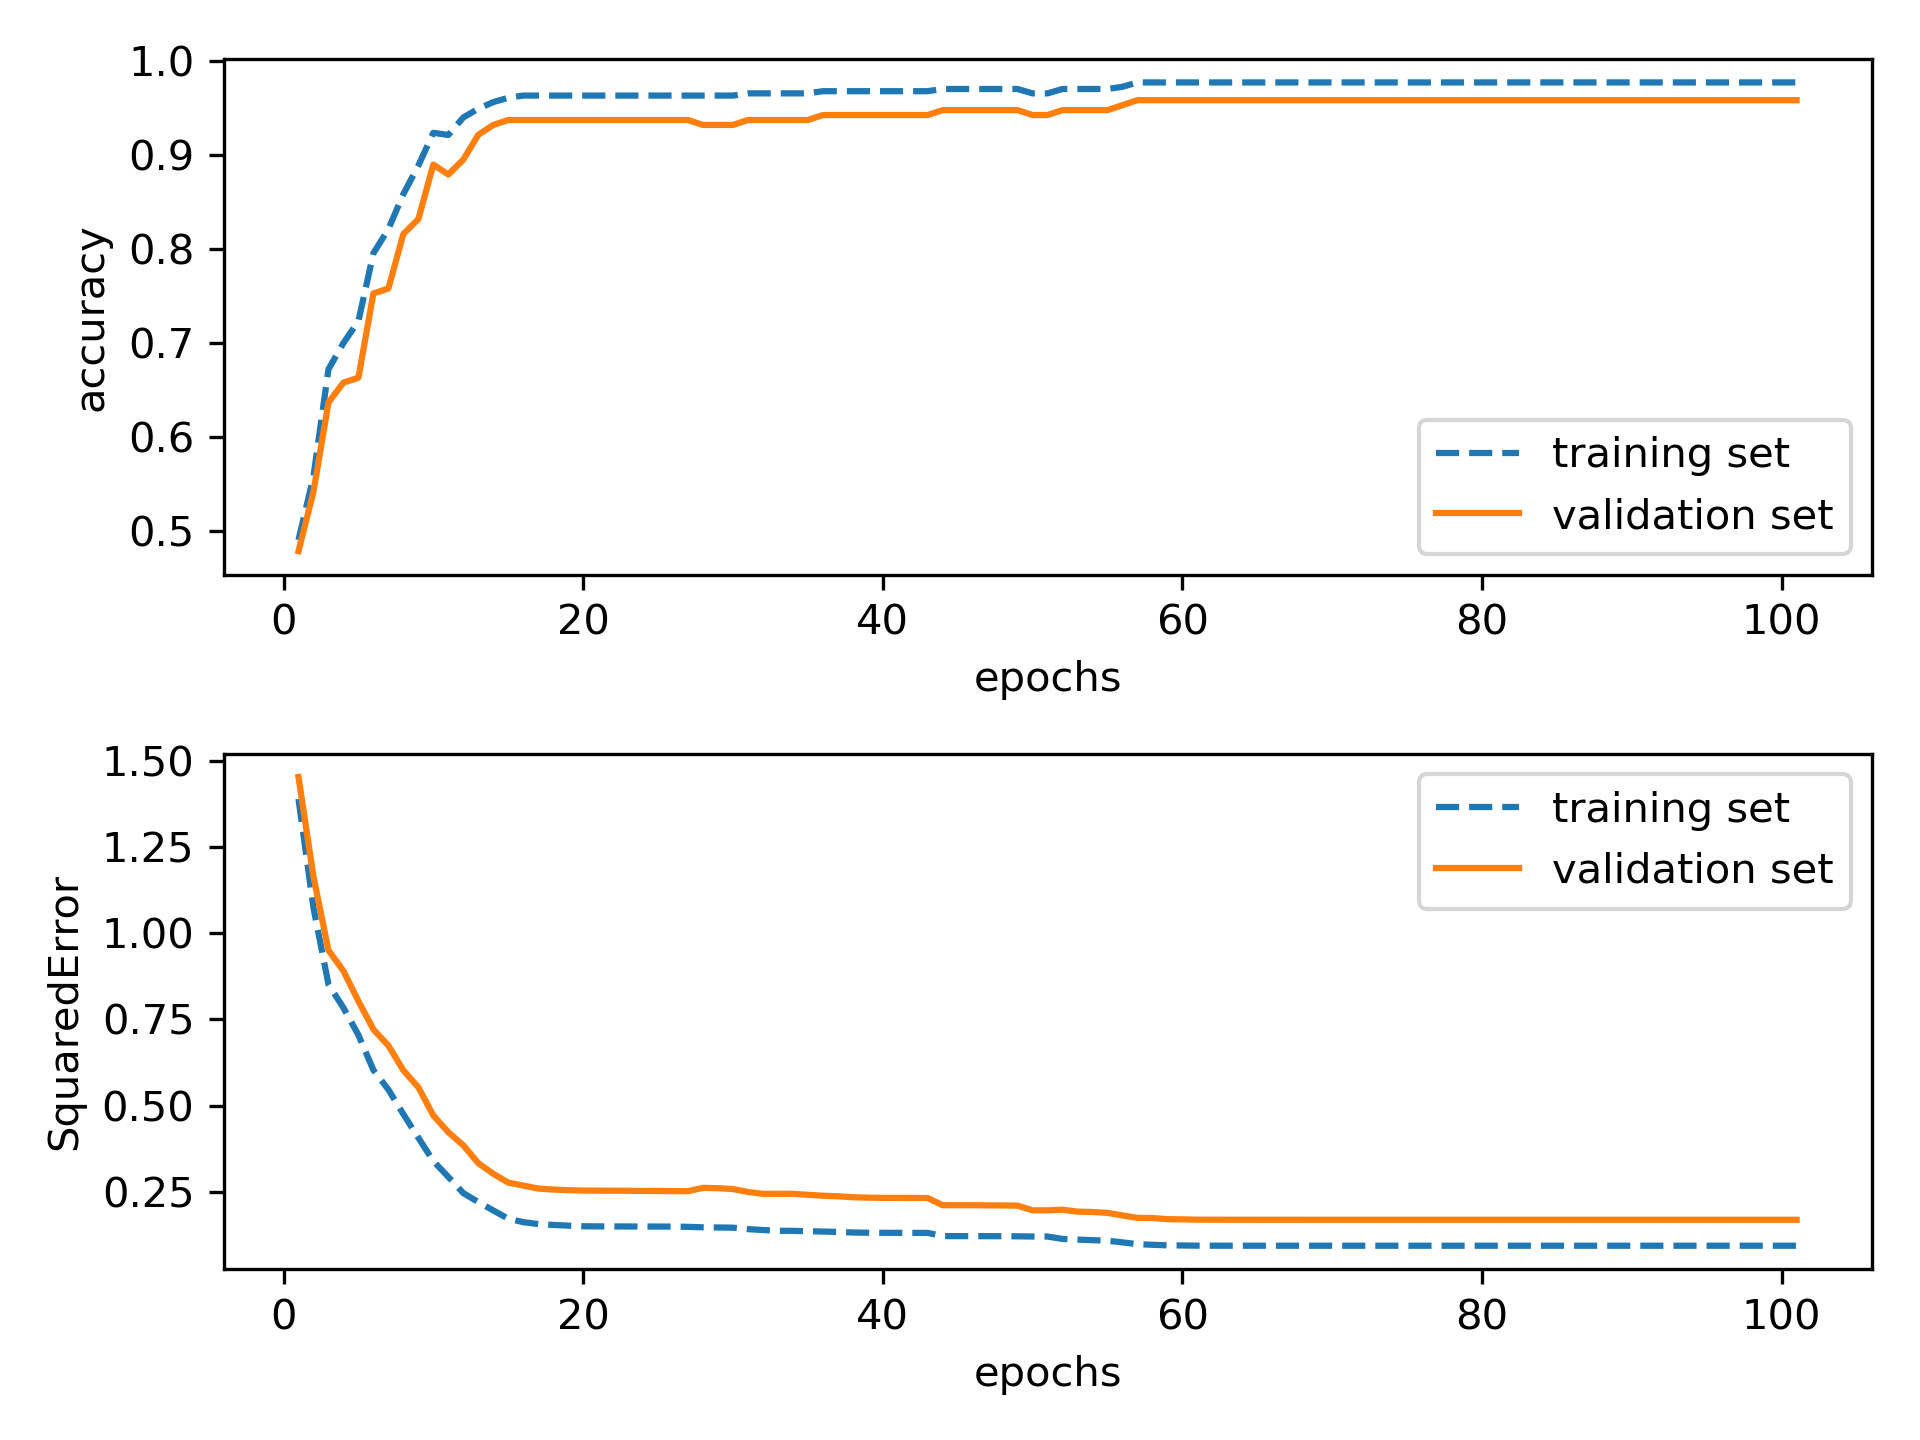 1.0
0.9
0.8
0.7
0.6
0.5
accuracy
training set
validation set
0 20 40 60 80 100
epochs
1.50
1.25
1.00
0.75
0.50
0.25
SquaredError
training set
validation set
0 20 40 60 80 100
epochs